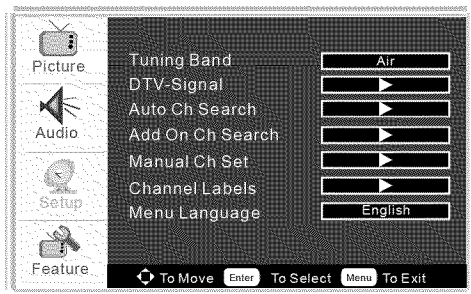 Picture
Audio
Setup
Feature
Tuning Band Air
DTV-Signal
Auto Ch Search
Add On Ch Search
Manual Ch Set
Channel Labels
Menu Language English
To Move Enter To Select Menu To Exit